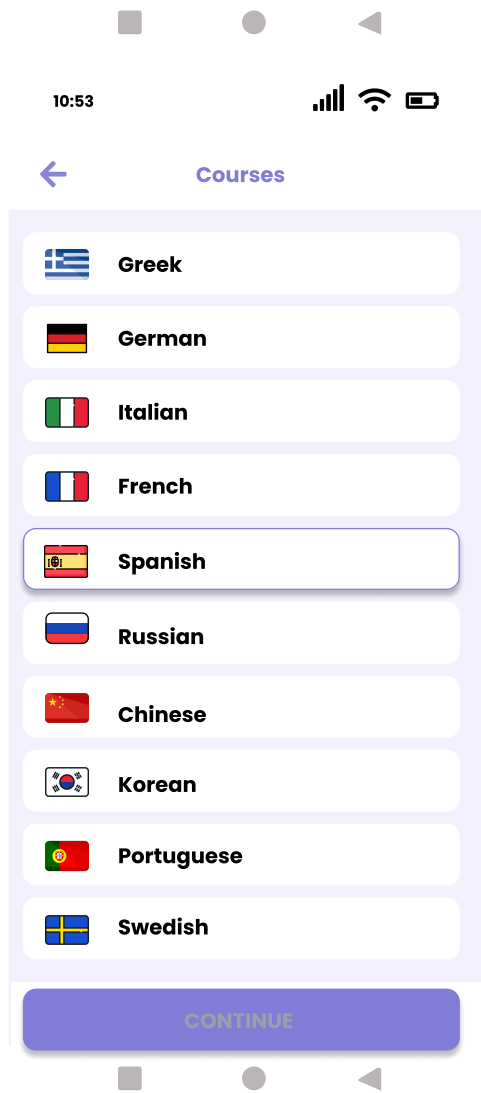 10:53
Courses
Greek
German
Italian
French
Spanish
Russian
Chinese
Korean
Portuguese
Swedish
CONTINUE